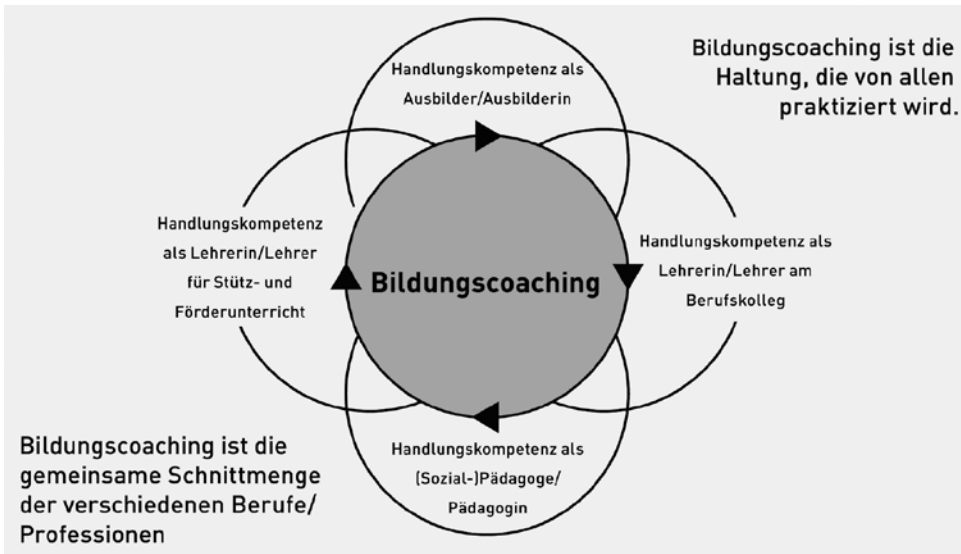 Handlungskompetenz als
Ausbilder/Ausbilderin
Bildungscoaching ist die
Haltung, die von allen
praktiziert wird.
Handlungskompetenz
als Lehrerin/Lehrer
für Stütz- und
Förderunterricht
Bildungscoaching
Handlungskompetenz als
Lehrerin/Lehrer am
Berufskolleg
Bildungscoaching ist die
gemeinsame Schnittmenge
der verschiedenen Berufe/
Professionen
Handlungskompetenz als
(Sozial-)Pädagoge/
Pädagogin